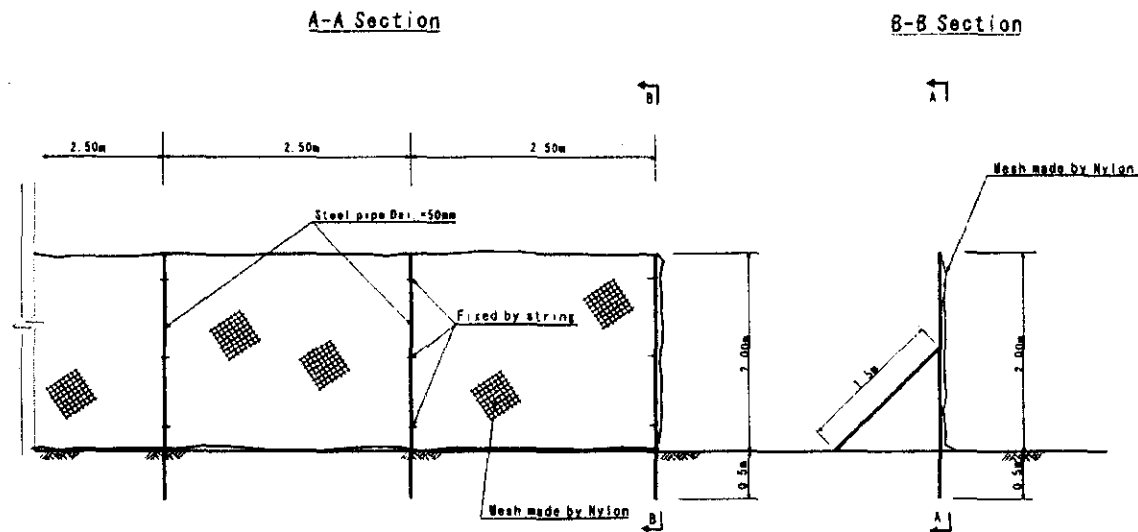 A-A Section
B-B Section
B
A
2.50m
2.50m
2.50m
Mesh made by Nylon
Steel pipe Dai.=50mm
Fixed by string
1.5m
2.00m
2.00m
0.5m
0.5m
Mesh made by Nylon
B
A